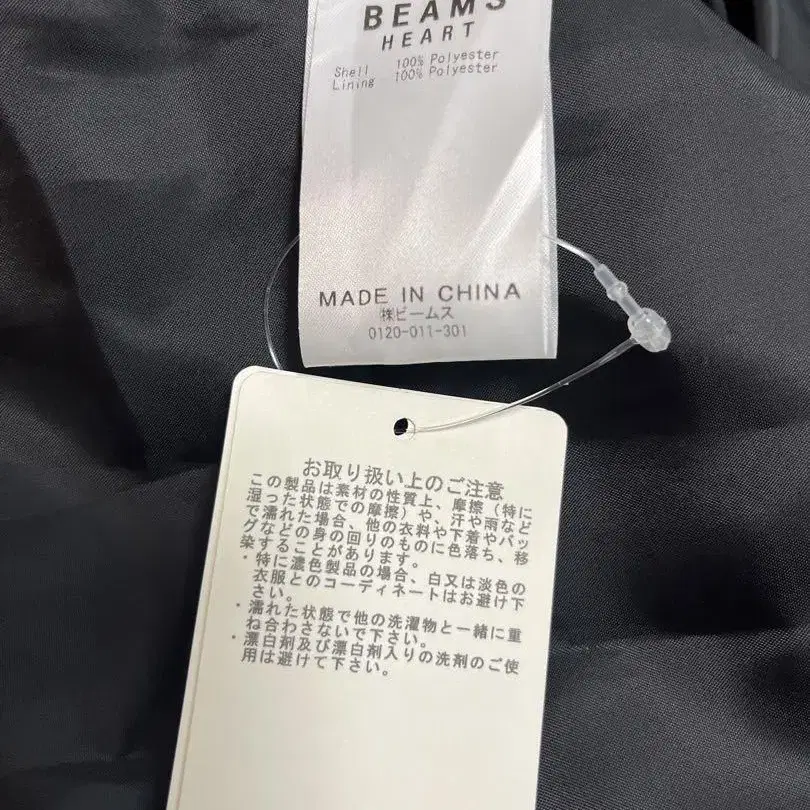 BEAMS
HEART
Shell 100% Polyester
Lining 100% Polyester
MADE IN CHINA
㈱ビームス
0120-011-301
お取り扱い上のご注意
この製品は素材の性質上、摩擦（特に
湿った状態での摩擦）や、汗や雨など
で濡れた場合、他の衣料や下着やバッ
グなどの身の回りのものに色落ち、移
染することがあります。
・特に濃色製品の場合、白又は淡色の
衣服とのコーディネートはお避け下
さい。
・濡れた状態で他の洗濯物と一緒に重
ね合わさないで下さい。
・漂白剤及び漂白剤入りの洗剤のご使
用は避けて下さい。